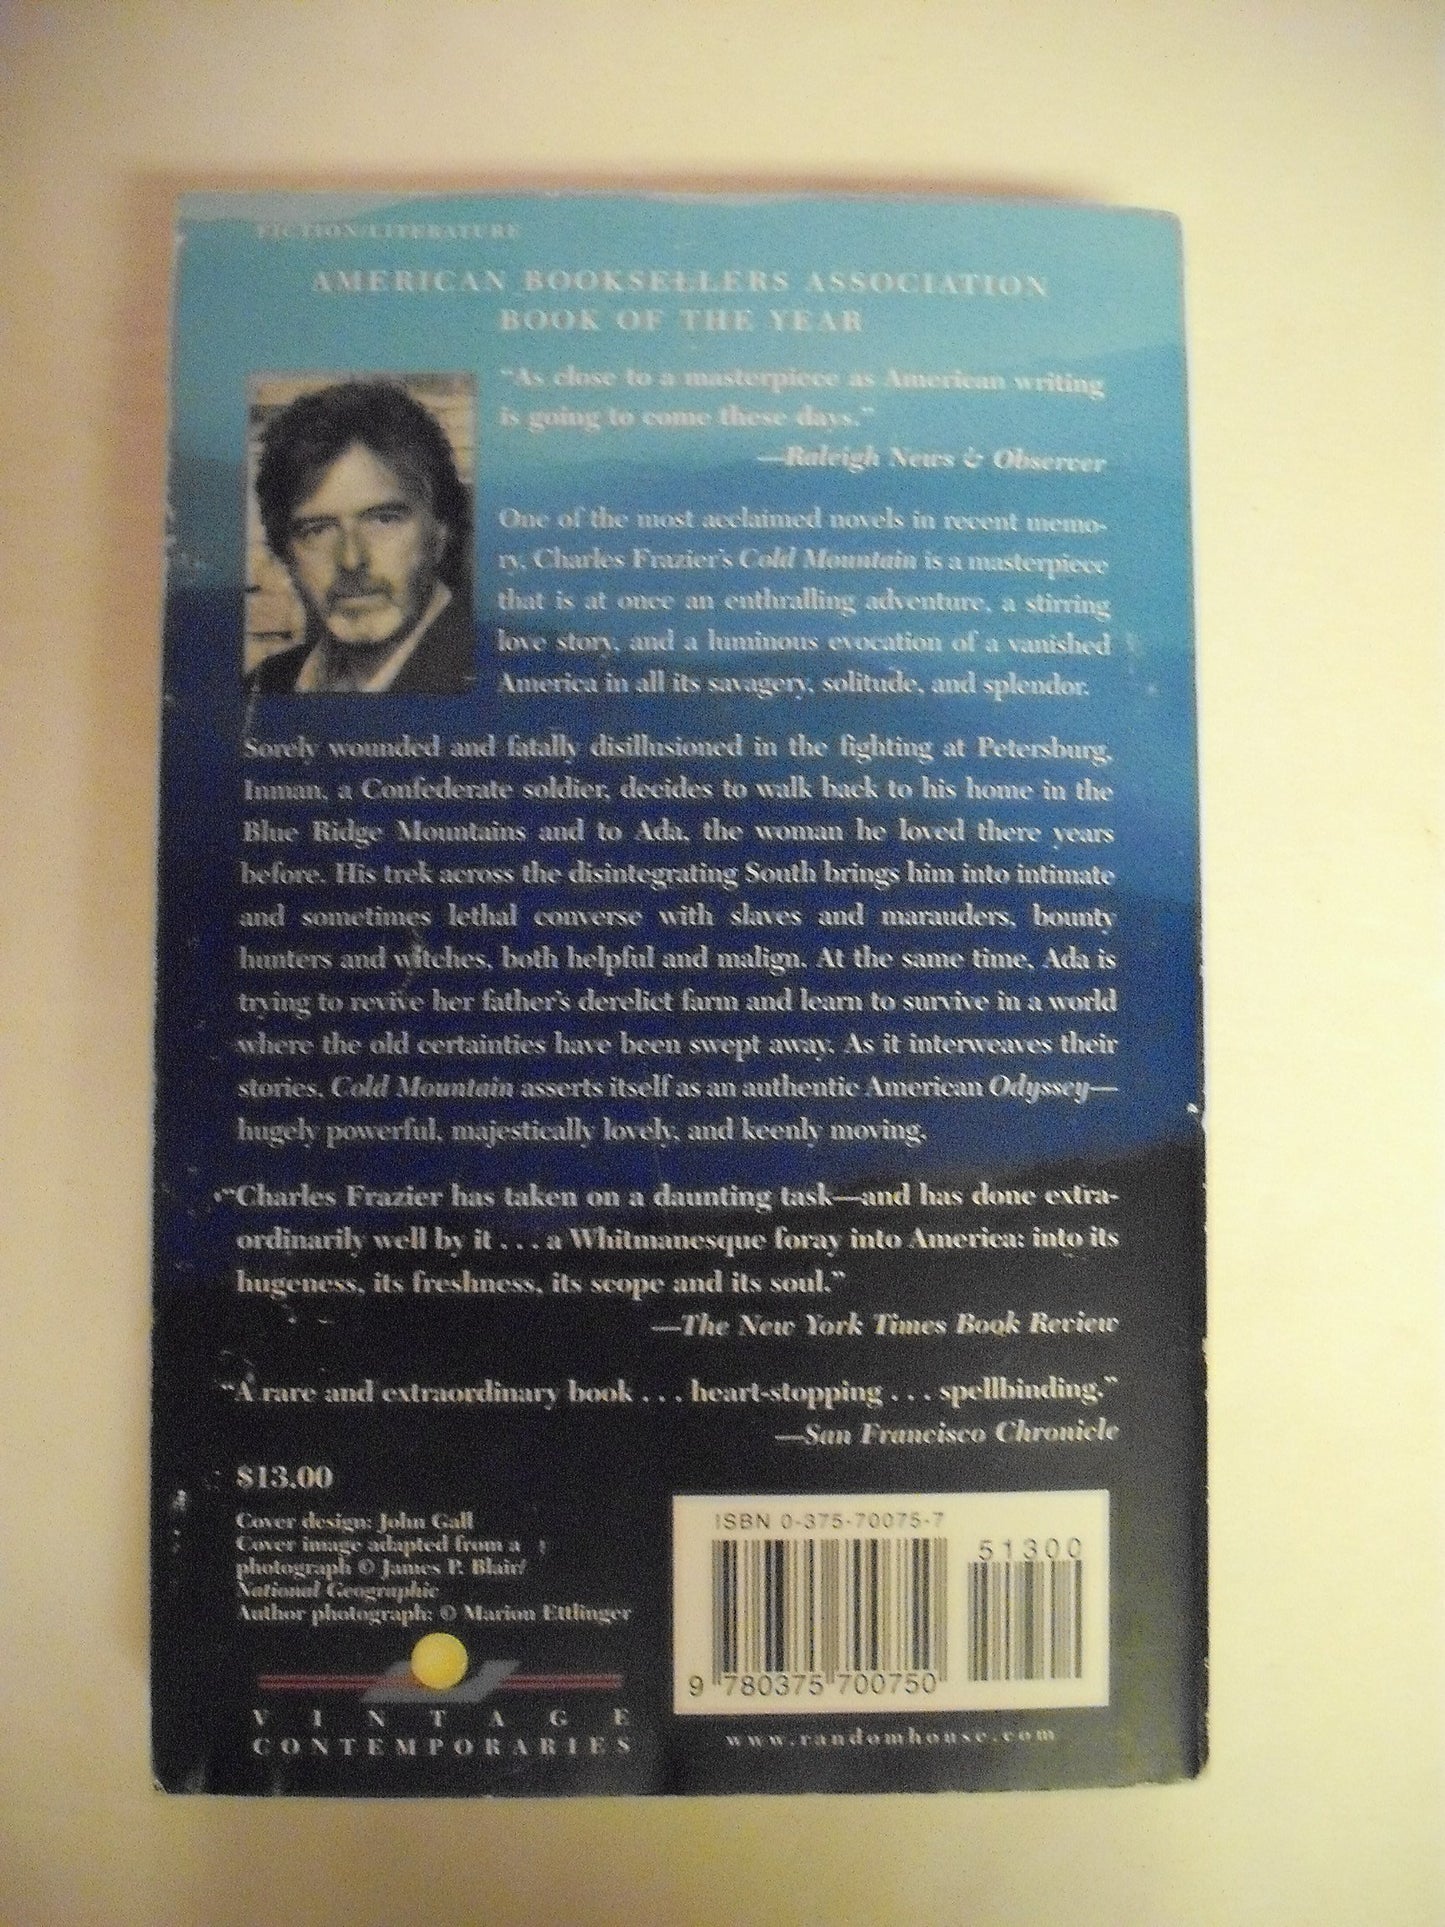 FICTION/LITERATURE
AMERICAN BOOKSELLERS ASSOCIATION
BOOK OF THE YEAR
“As close to a masterpiece as American writing
is going to come these days.”
—Raleigh News & Observer
One of the most acclaimed novels in recent memo-
ry, Charles Frazier’s Cold Mountain is a masterpiece
that is at once an enthralling adventure, a stirring
love story, and a luminous evocation of a vanished
America in all its savagery, solitude, and splendor.
Sorely wounded and fatally disillusioned in the fighting at Petersburg,
Inman, a Confederate soldier, decides to walk back to his home in the
Blue Ridge Mountains and to Ada, the woman he loved there years
before. His trek across the disintegrating South brings him into intimate
and sometimes lethal converse with slaves and marauders, bounty
hunters and witches, both helpful and malign. At the same time, Ada is
trying to revive her father’s derelict farm and learn to survive in a world
where the old certainties have been swept away. As it interweaves their
stories, Cold Mountain asserts itself as an authentic American Odyssey—
hugely powerful, majestically lovely, and keenly moving.
“Charles Frazier has taken on a daunting task—and has done extra-
ordinarily well by it . . . a Whitmanesque foray into America: into its
hugeness, its freshness, its scope and its soul.”
—The New York Times Book Review
“A rare and extraordinary book . . . heart-stopping . . . spellbinding.”
—San Francisco Chronicle
$13.00
Cover design: John Gall
Cover image adapted from a
photograph © James P. Blair/
National Geographic
Author photograph: © Marion Ettlinger
VINTAGE
CONTEMPORARIES
ISBN 0-375-70075-7
51300
9 780375 700750
www.randomhouse.com